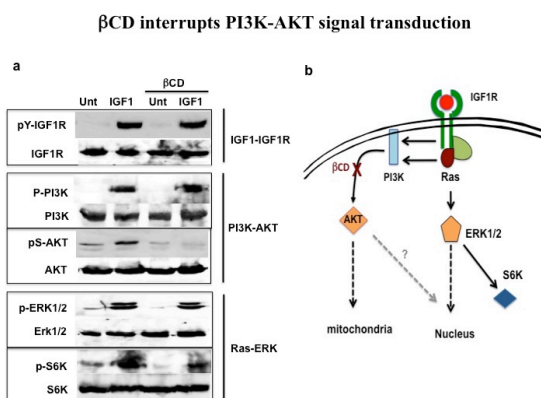 βCD interrupts PI3K-AKT signal transduction
a
βCD
Unt IGF1 Unt IGF1
pY-IGF1R
IGF1R
IGF1-IGF1R
P-PI3K
PI3K
pS-AKT
AKT
PI3K-AKT
p-ERK1/2
Erk1/2
p-S6K
S6K
Ras-ERK
b
IGF1R
βCD
X
PI3K
Ras
AKT
ERK1/2
?
S6K
mitochondria
Nucleus